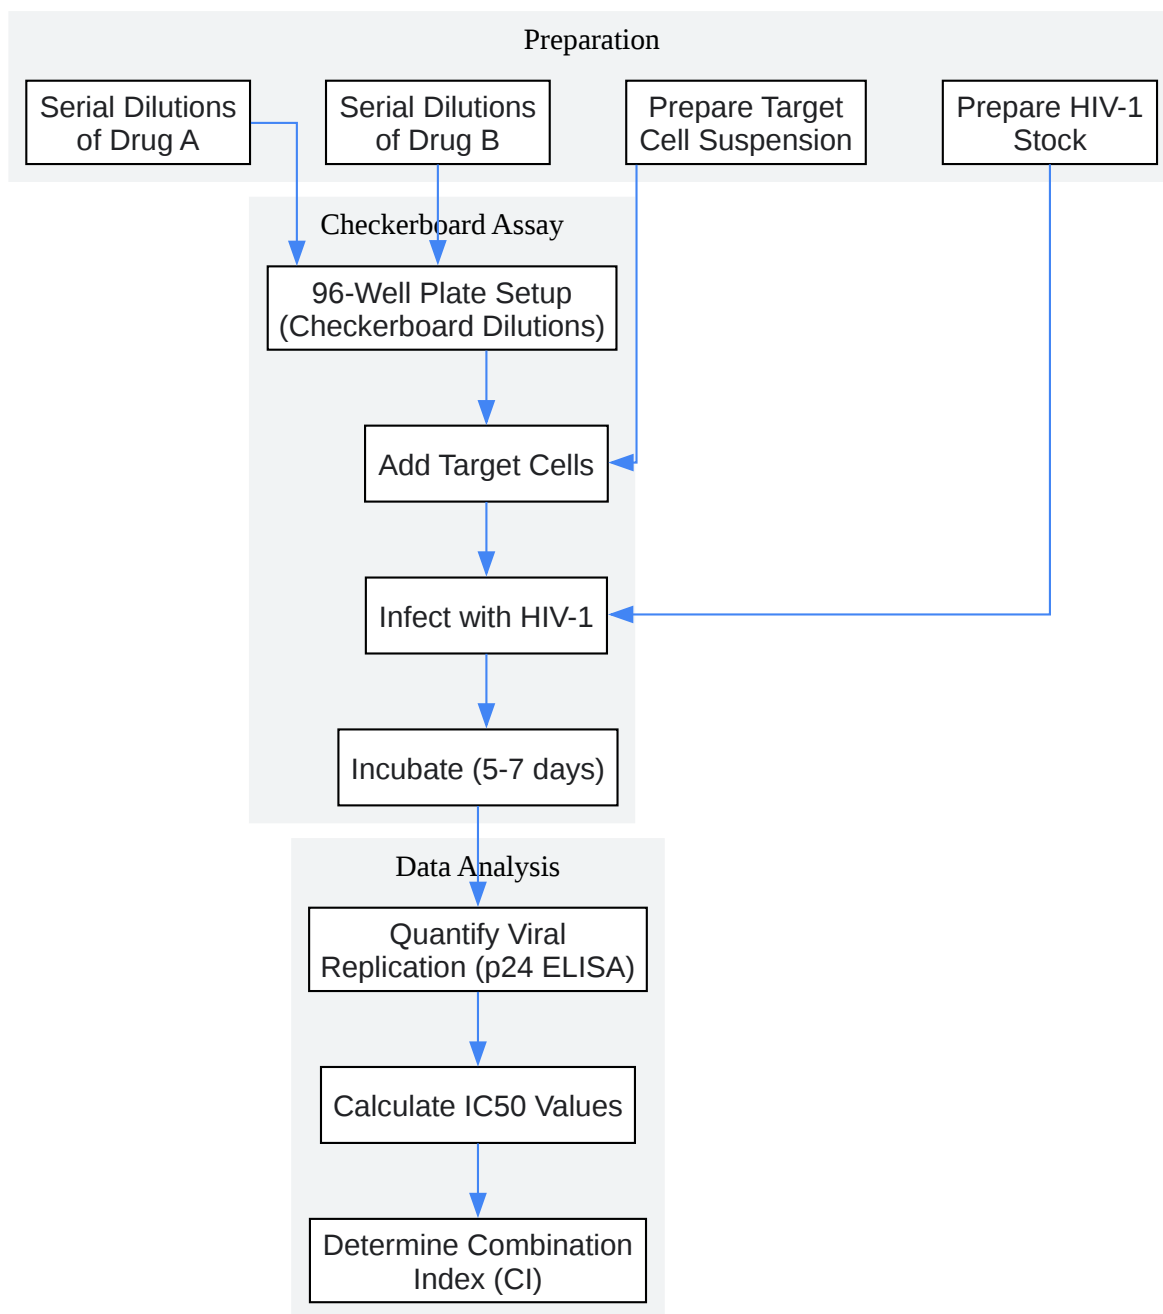 Preparation
Serial Dilutions
of Drug A
Serial Dilutions
of Drug B
Prepare Target
Cell Suspension
Prepare HIV-1
Stock
Checkerboard Assay
96-Well Plate Setup
(Checkerboard Dilutions)
Add Target Cells
Infect with HIV-1
Incubate (5-7 days)
Data Analysis
Quantify Viral
Replication (p24 ELISA)
Calculate IC50 Values
Determine Combination
Index (CI)